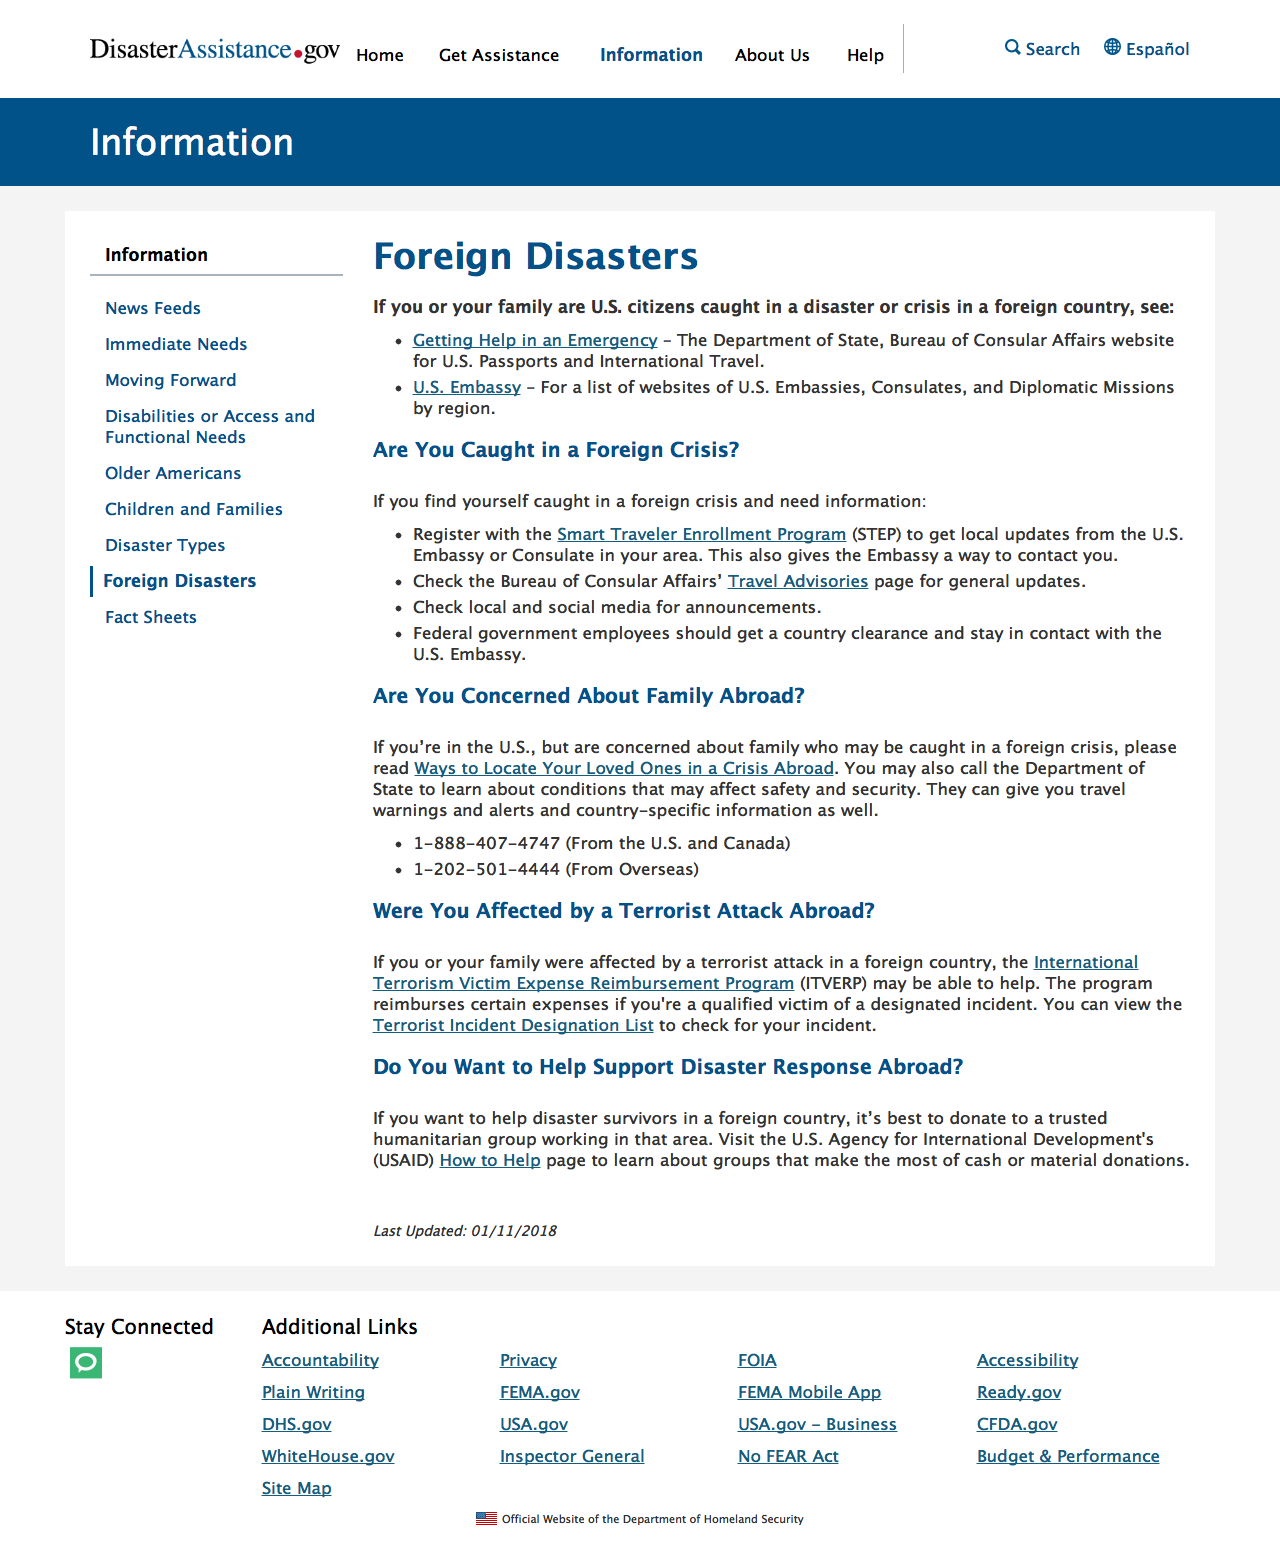 DisasterAssistance.gov
Home
Get Assistance
Information
About Us
Help
Search
Español
Information
Information
News Feeds
Immediate Needs
Moving Forward
Disabilities or Access and
Functional Needs
Older Americans
Children and Families
Disaster Types
Foreign Disasters
Fact Sheets
Foreign Disasters
If you or your family are U.S. citizens caught in a disaster or crisis in a foreign country, see:
• Getting Help in an Emergency – The Department of State, Bureau of Consular Affairs website
for U.S. Passports and International Travel.
• U.S. Embassy – For a list of websites of U.S. Embassies, Consulates, and Diplomatic Missions
by region.
Are You Caught in a Foreign Crisis?
If you find yourself caught in a foreign crisis and need information:
• Register with the Smart Traveler Enrollment Program (STEP) to get local updates from the U.S.
Embassy or Consulate in your area. This also gives the Embassy a way to contact you.
• Check the Bureau of Consular Affairs’ Travel Advisories page for general updates.
• Check local and social media for announcements.
• Federal government employees should get a country clearance and stay in contact with the
U.S. Embassy.
Are You Concerned About Family Abroad?
If you’re in the U.S., but are concerned about family who may be caught in a foreign crisis, please
read Ways to Locate Your Loved Ones in a Crisis Abroad. You may also call the Department of
State to learn about conditions that may affect safety and security. They can give you travel
warnings and alerts and country-specific information as well.
• 1-888-407-4747 (From the U.S. and Canada)
• 1-202-501-4444 (From Overseas)
Were You Affected by a Terrorist Attack Abroad?
If you or your family were affected by a terrorist attack in a foreign country, the International
Terrorism Victim Expense Reimbursement Program (ITVERP) may be able to help. The program
reimburses certain expenses if you're a qualified victim of a designated incident. You can view the
Terrorist Incident Designation List to check for your incident.
Do You Want to Help Support Disaster Response Abroad?
If you want to help disaster survivors in a foreign country, it’s best to donate to a trusted
humanitarian group working in that area. Visit the U.S. Agency for International Development's
(USAID) How to Help page to learn about groups that make the most of cash or material donations.
Last Updated: 01/11/2018
Stay Connected
Additional Links
Accountability
Privacy
FOIA
Accessibility
Plain Writing
FEMA.gov
FEMA Mobile App
Ready.gov
DHS.gov
USA.gov
USA.gov - Business
CFDA.gov
WhiteHouse.gov
Inspector General
No FEAR Act
Budget & Performance
Site Map
Official Website of the Department of Homeland Security